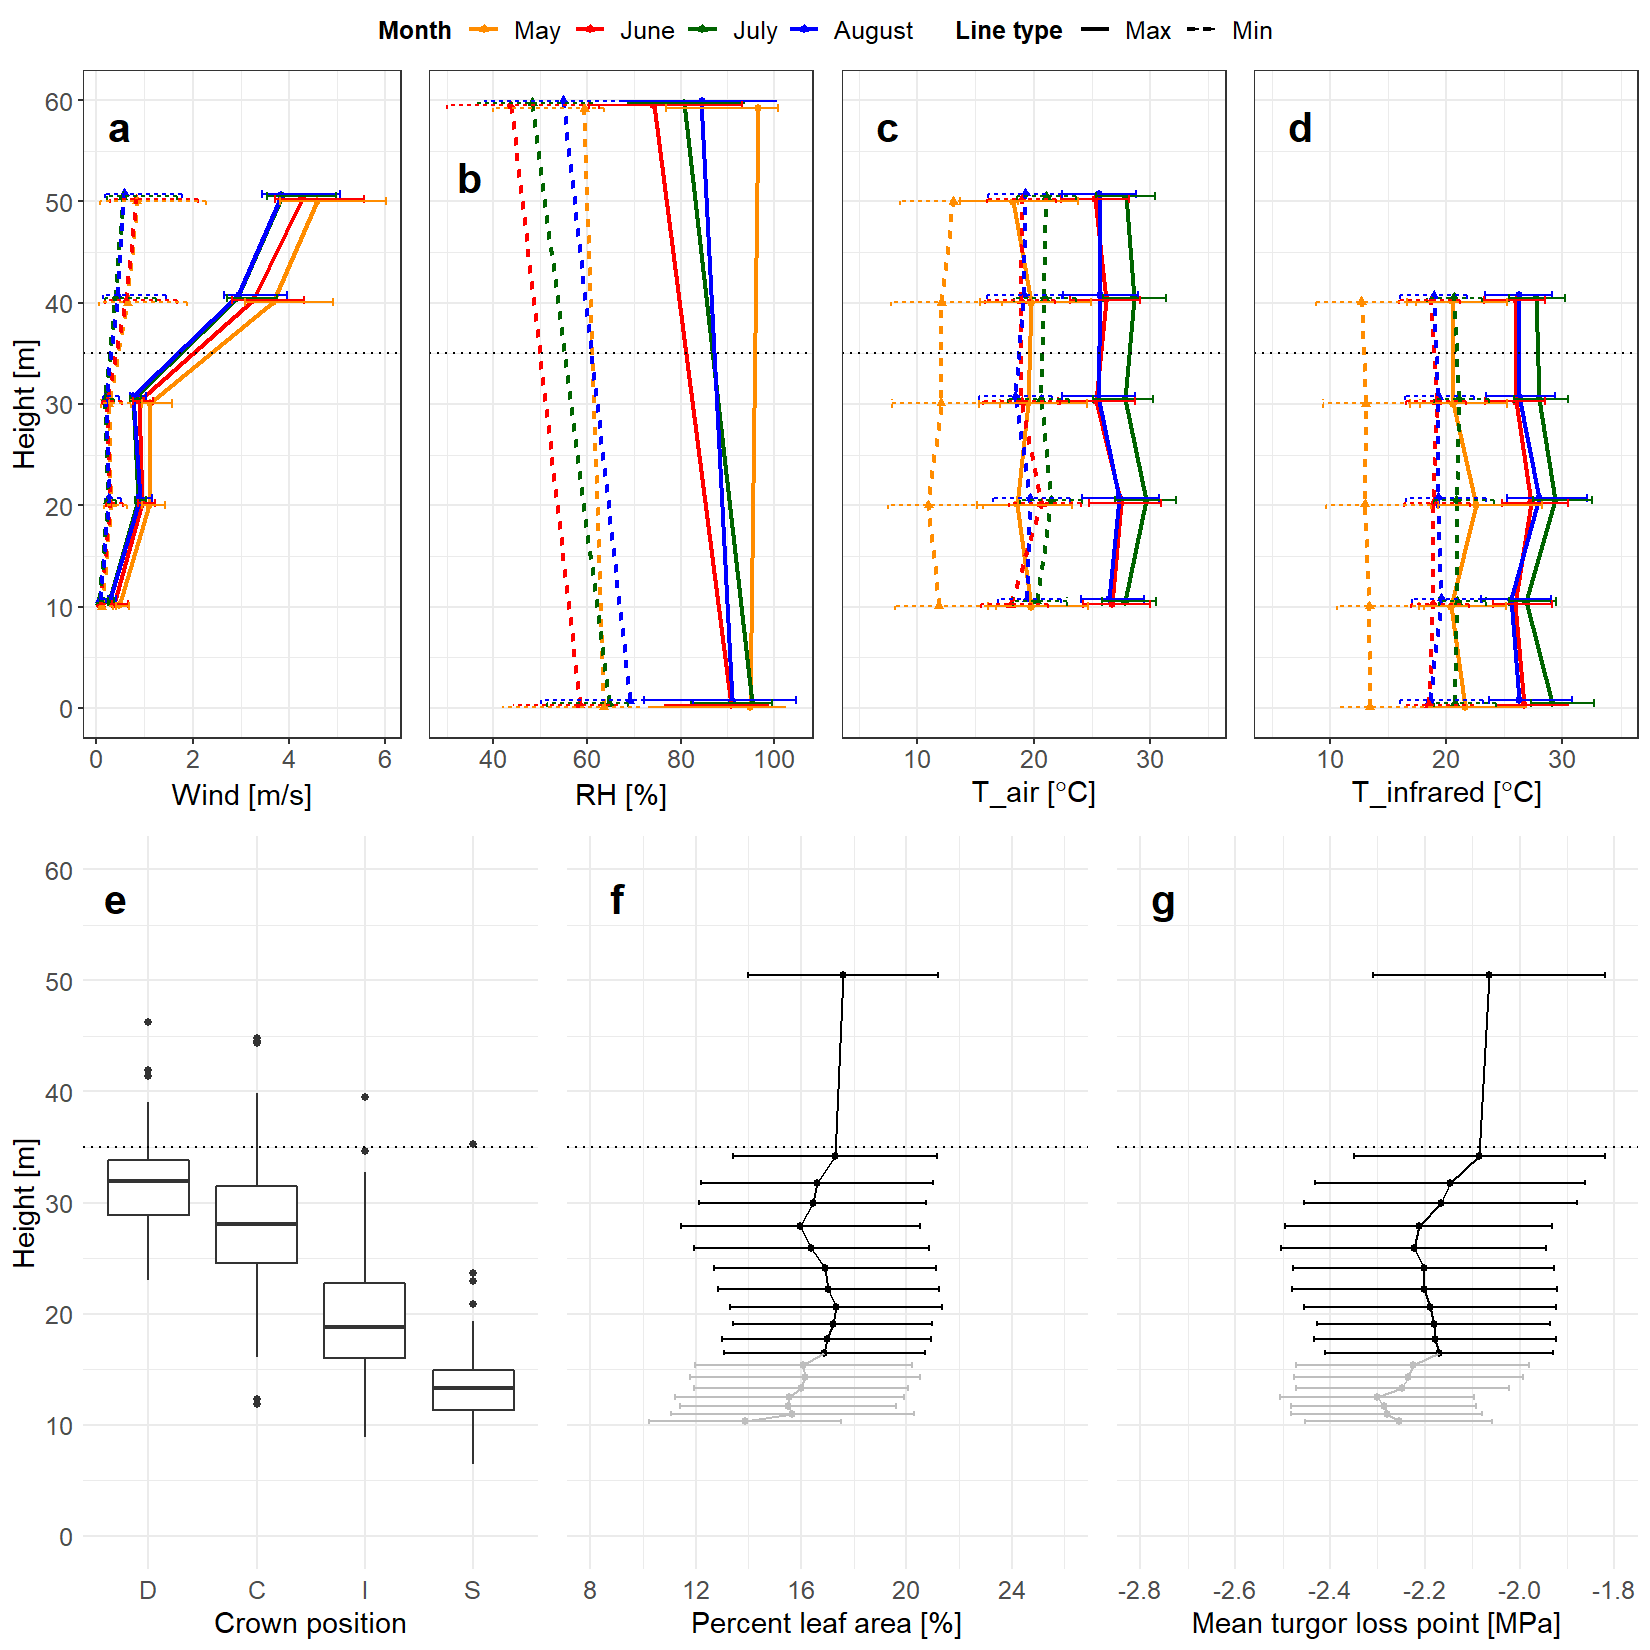 Month May June July August Line type Max Min
a b c d
60
50
40
30
20
10
0
Height [m]
0 2 4 6
40 60 80 100
10 20 30
10 20 30
Wind [m/s] RH [%] T_air [°C] T_infrared [°C]
e f g
60
50
40
30
20
10
0
Height [m]
D C I S
8 12 16 20 24
-2.8 -2.6 -2.4 -2.2 -2.0 -1.8
Crown position Percent leaf area [%] Mean turgor loss point [MPa]